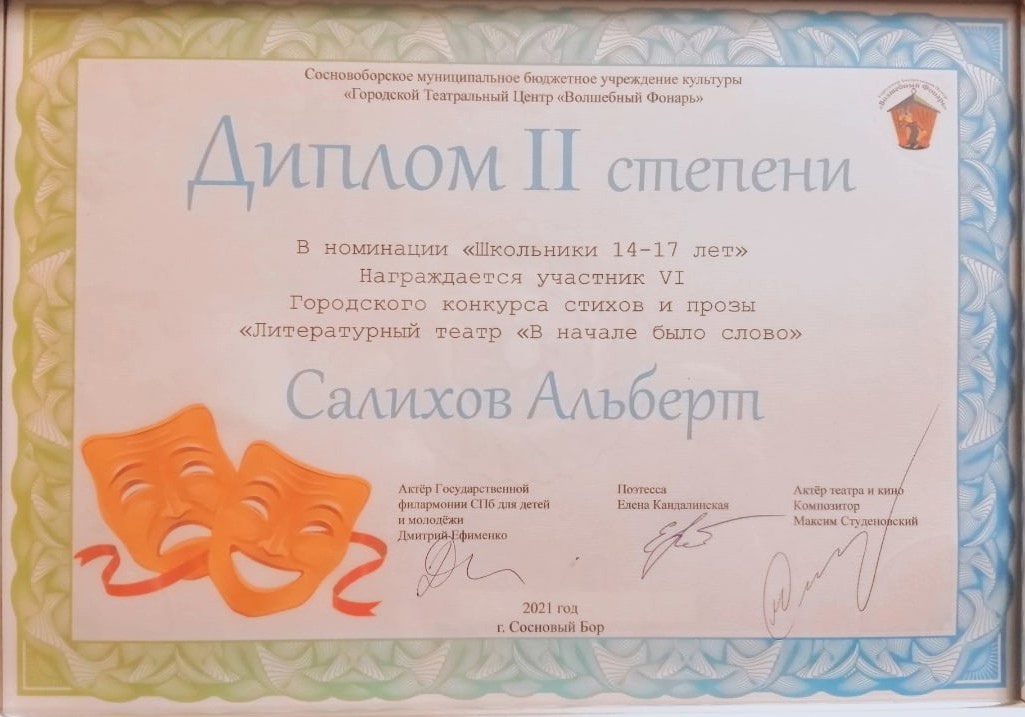 Сосновоборское муниципальное бюджетное учреждение культуры
«Городской Театральный Центр «Волшебный Фонарь»
«Волшебный Фонарь»
Диплом II степени
В номинации «Школьники 14-17 лет»
Награждается участник VI
Городского конкурса стихов и прозы
«Литературный театр «В начале было слово»
Салихов Альберт
Актёр Государственной
филармонии СПб для детей
и молодёжи
Дмитрий Ефименко
Поэтесса
Елена Кандалинская
Актёр театра и кино
Композитор
Максим Студеновский
2021 год
г. Сосновый Бор